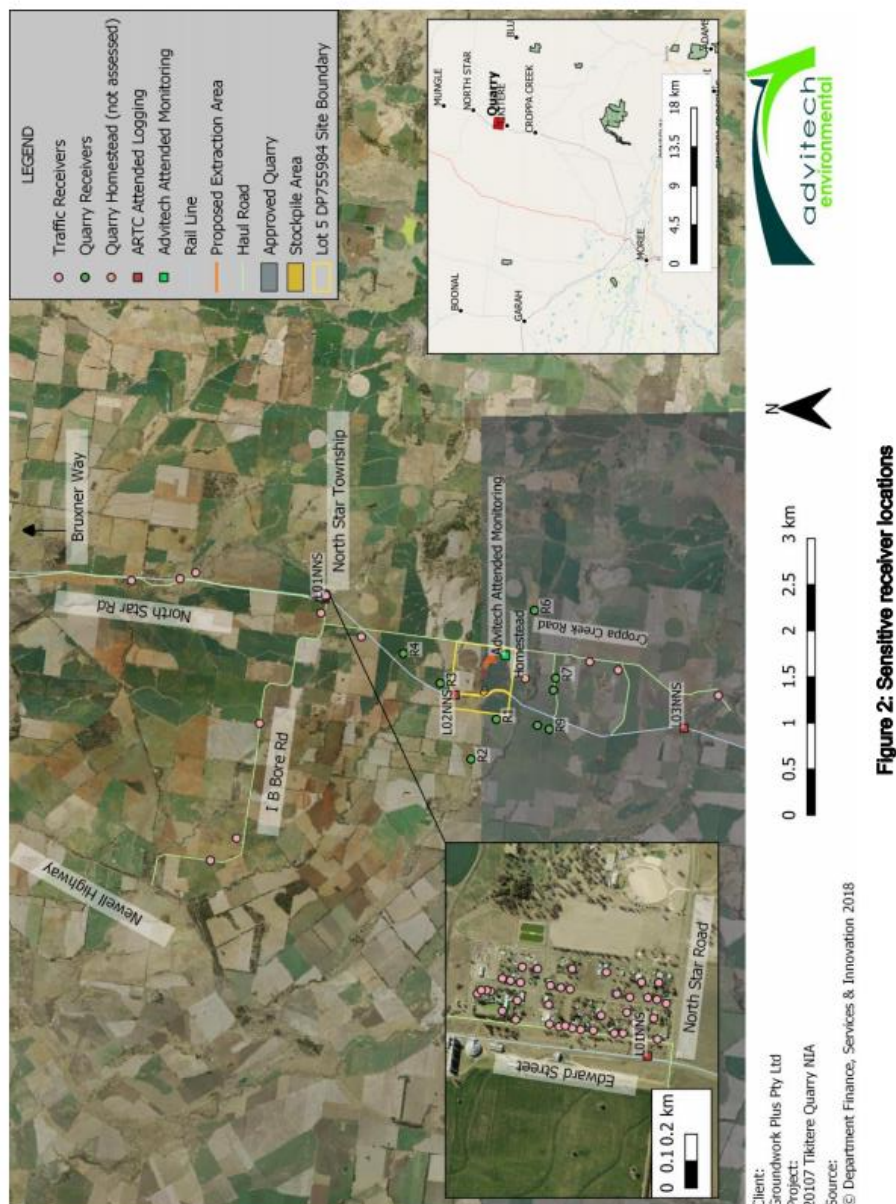 LEGEND
Traffic Receivers
Quarry Receivers
Quarry Homestead (not assessed)
ARTC Attended Logging
Advitech Attended Monitoring
Rail Line
Proposed Extraction Area
Haul Road
Approved Quarry
Stockpile Area
Lot 5 DP755984 Site Boundary
Bruxner Way
North Star Rd
North Star Township
L01NNS
Newell Highway
I B Bore Rd
R4
R3
L02NNS
R2
R1
Advitech Attended Monitoring
Homestead
R6
R7
R9
Croppa Creek Road
L03NNS
Edward Street
North Star Road
L01NNS
0 0.1 0.2 km
MUNGLE
NORTH STAR
BLU
Quarry
CROPPA CREEK
BOONAL
GARAH
MOREE
0 4.5 9 13.5 18 km
N
0 0.5 1 1.5 2 2.5 3 km
advitech
environmental
Client:
Groundwork Plus Pty Ltd
Project:
Tikitere Quarry NIA
Source:
© Department Finance, Services & Innovation 2018
Figure 2: Sensitive receiver locations